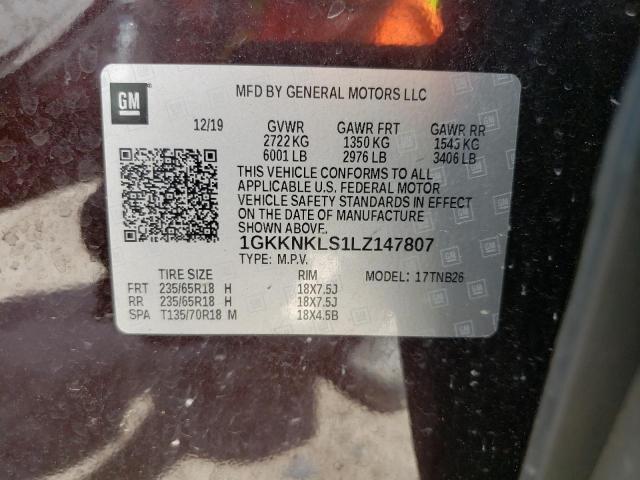 GM
MFD BY GENERAL MOTORS LLC
12/19 GVWR GAWR FRT GAWR RR
2722 KG 1350 KG 1545 KG
6001 LB 2976 LB 3406 LB
THIS VEHICLE CONFORMS TO ALL
APPLICABLE U.S. FEDERAL MOTOR
VEHICLE SAFETY STANDARDS IN EFFECT
ON THE DATE OF MANUFACTURE
SHOWN ABOVE.
1GKKNKLS1LZ147807
TYPE: M.P.V. MODEL: 17TNB26
TIRE SIZE RIM
FRT 235/65R18 H 18X7.5J
RR 235/65R18 H 18X7.5J
SPA T135/70R18 M 18X4.5B